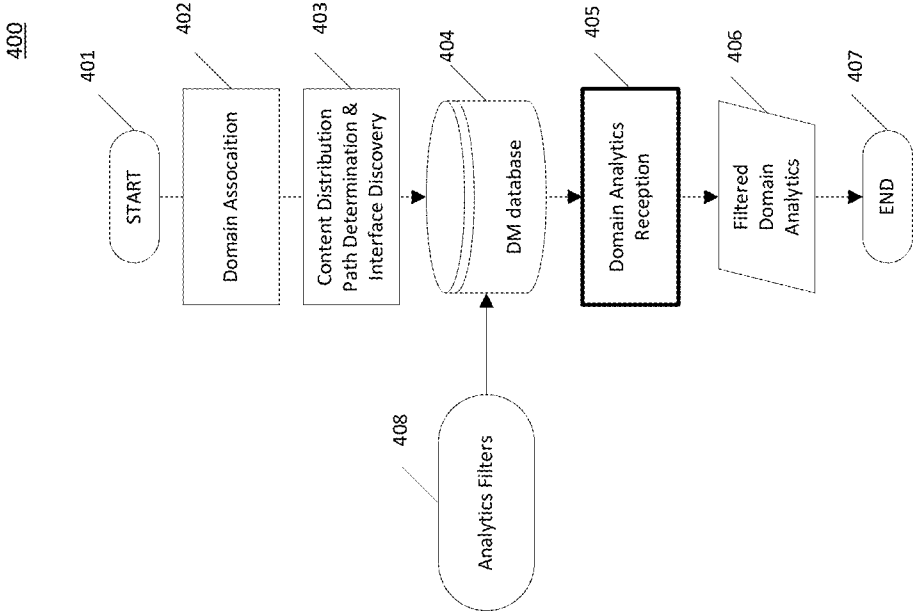 400
401
START
402
Domain Assocaition
403
Content Distribution
Path Determination &
Interface Discovery
404
DM database
408
Analytics Filters
405
Domain Analytics
Reception
406
Filtered
Domain
Analytics
407
END